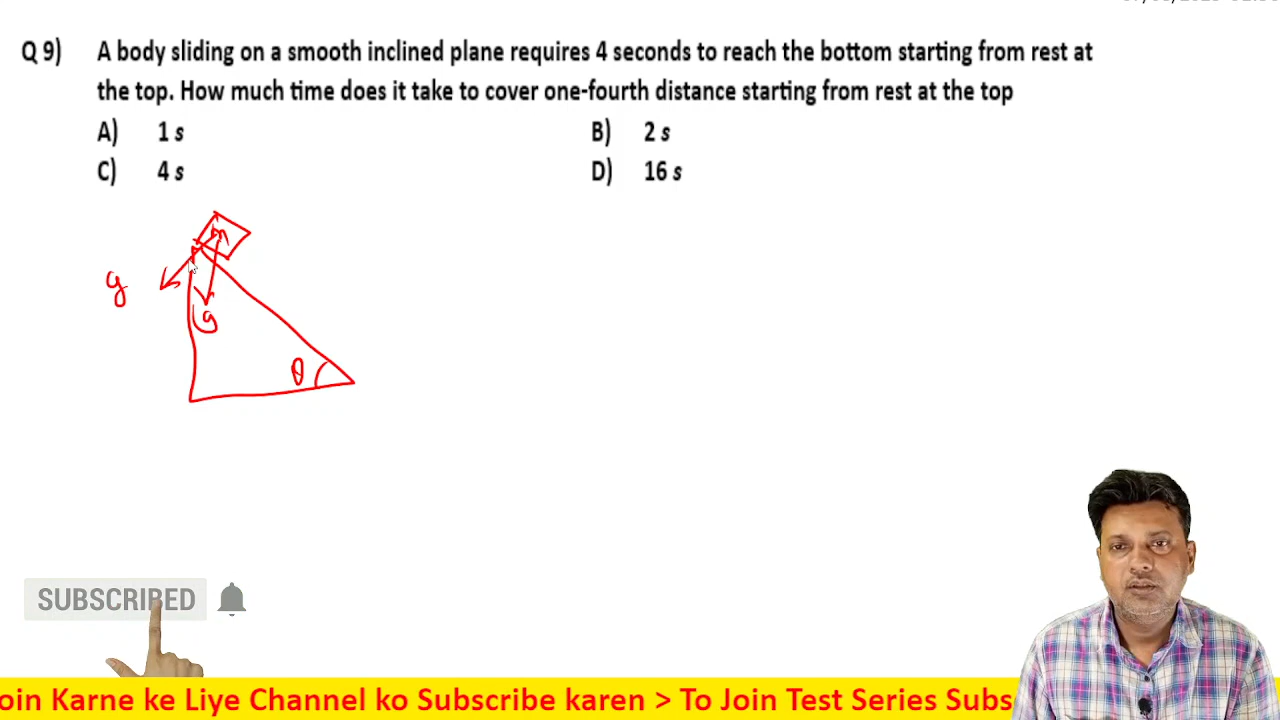 Q 9) A body sliding on a smooth inclined plane requires 4 seconds to reach the bottom starting from rest at
the top. How much time does it take to cover one-fourth distance starting from rest at the top
A) 1 s B) 2 s
C) 4 s D) 16 s
g
g
θ
SUBSCRIBED
oin Karne ke Liye Channel ko Subscribe karen > To Join Test Series Subs